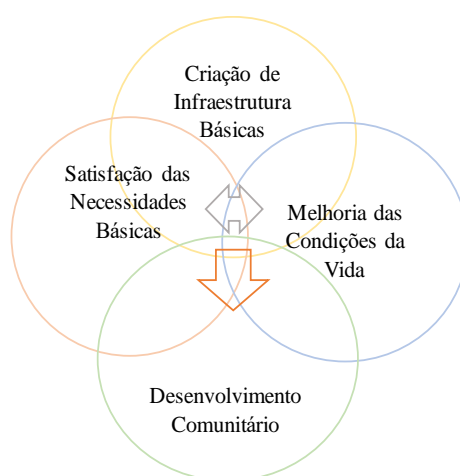 Criação de
Infraestrutura
Básicas
Satisfação das
Necessidades
Básicas
Melhoria das
Condições da
Vida
Desenvolvimento
Comunitário